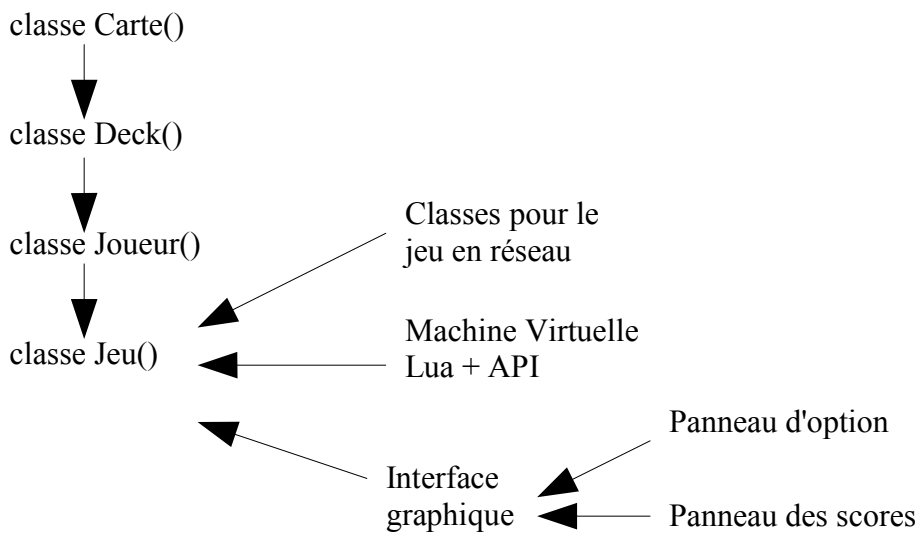 classe Carte()
classe Deck()
classe Joueur()
classe Jeu()
Classes pour le
jeu en réseau
Machine Virtuelle
Lua + API
Interface
graphique
Panneau d'option
Panneau des scores